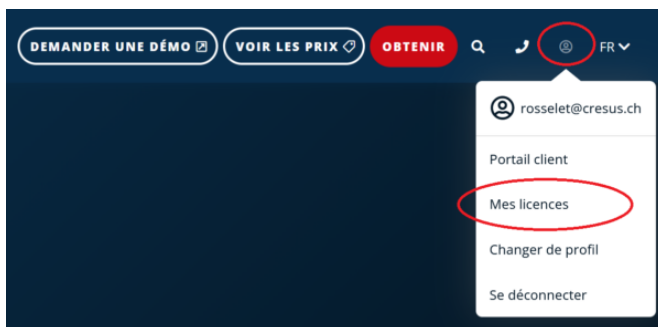 DEMANDER UNE DÉMO VOIR LES PRIX OBTENIR FR
rosselet@cresus.ch
Portail client
Mes licences
Changer de profil
Se déconnecter